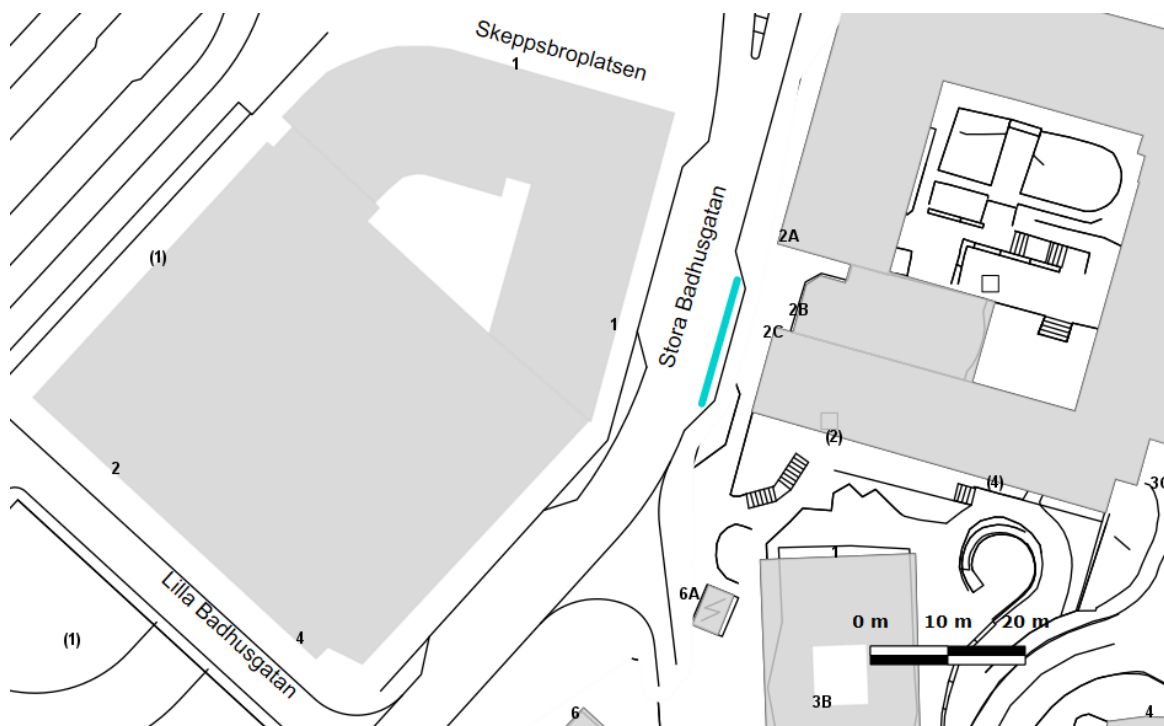 Skeppsbroplatsen
1
Stora Badhusgatan
2A
(1)
2B
1
2C
(2)
2
(4)
30
1
6A
Lilla Badhusgatan
0 m 10 m 20 m
(1)
4
3B
6
4